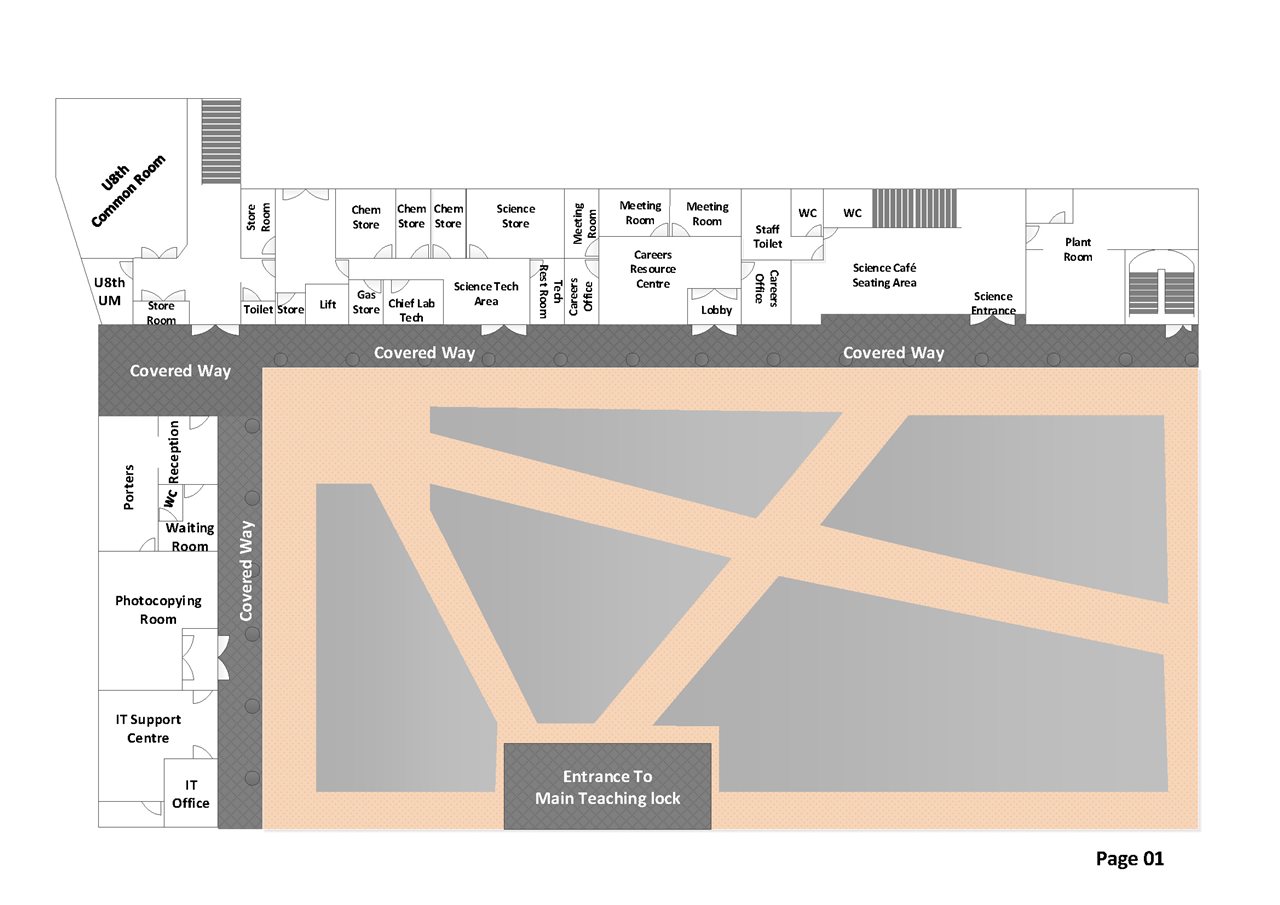 U8th
Common Room
Store
Room
Chem
Store
Chem
Store
Chem
Store
Science
Store
Meeting
Room
Meeting
Room
Meeting
Room
Staff
Toilet
WC
WC
Plant
Room
Careers
Resource
Centre
Science Café
Seating Area
U8th
UM
Store
Room
Toilet
Store
Lift
Gas
Store
Chief Lab
Tech
Science Tech
Area
Tech
Rest Room
Careers
Office
Lobby
Careers
Office
Science
Entrance
Covered Way
Covered Way
Covered Way
Porters
Reception
WC
Waiting
Room
Covered Way
Photocopying
Room
IT Support
Centre
IT
Office
Entrance To
Main Teaching lock
Page 01